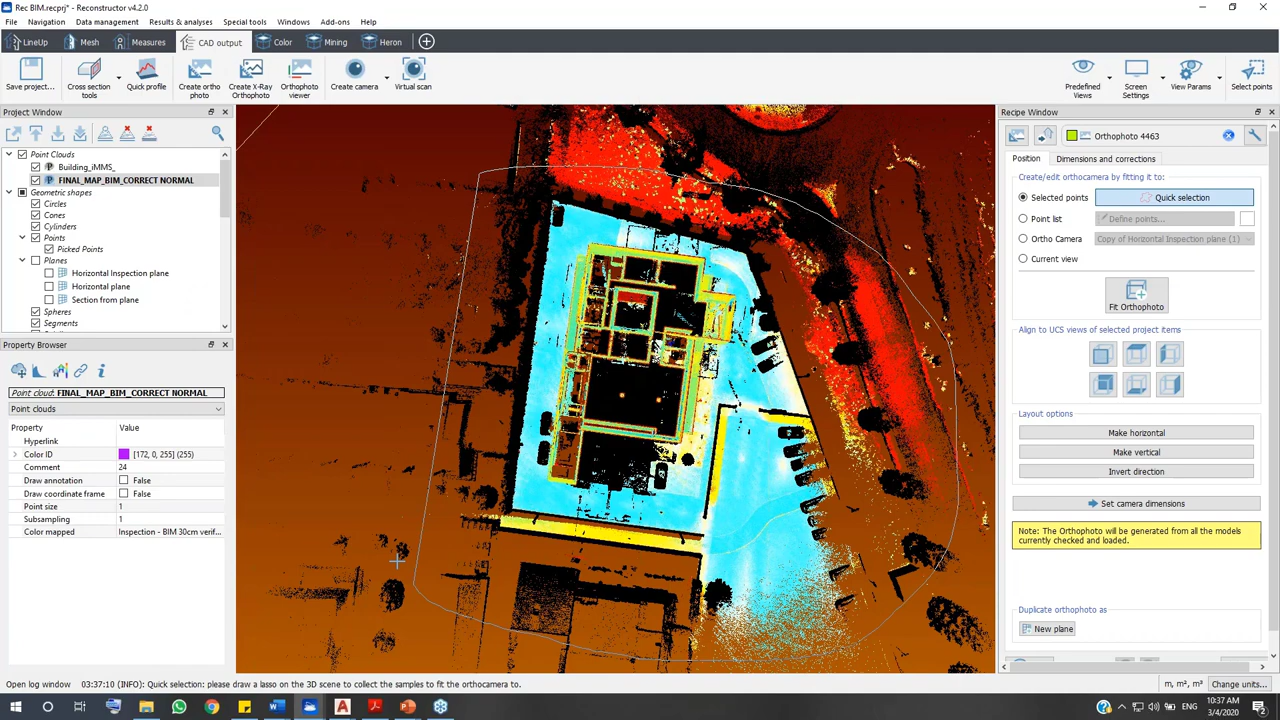 Rec BIM.recprj* - Reconstructor v4.2.0
File Navigation Data management Results & analyses Special tools Windows Add-ons Help
LineUp Mesh Measures CAD output Color Mining Heron
Save project... Cross section tools Quick profile Create ortho photo Create X-Ray Orthophoto Orthophoto viewer Create camera Virtual scan Predefined Views Screen Settings View Params Select points
Project Window
Point Clouds
Building_iMMS_
FINAL_MAP_BIM_CORRECT NORMAL
Geometric shapes
Circles
Cones
Cylinders
Points
Picked Points
Planes
Horizontal Inspection plane
Horizontal plane
Section from plane
Spheres
Segments
Property Browser
Point cloud: FINAL_MAP_BIM_CORRECT NORMAL
Point clouds
Property Value
Hyperlink
Color ID [172, 0, 255] (255)
Comment 24
Draw annotation False
Draw coordinate frame False
Point size 1
Subsampling 1
Color mapped Inspection - BIM 30cm verif...
Recipe Window
Orthophoto 4463
Position Dimensions and corrections
Create/edit orthocamera by fitting it to:
Selected points Quick selection
Point list Define points...
Ortho Camera Copy of Horizontal Inspection plane (1)
Current view
Fit Orthophoto
Align to UCS views of selected project items
Layout options
Make horizontal
Make vertical
Invert direction
Set camera dimensions
Note: The Orthophoto will be generated from all the models
currently checked and loaded.
Duplicate orthophoto as
New plane
Open log window 03:37:10 (INFO): Quick selection: please draw a lasso on the 3D scene to collect the samples to fit the orthocamera to. m, m², m³ Change units...
ENG 10:37 AM
3/4/2020